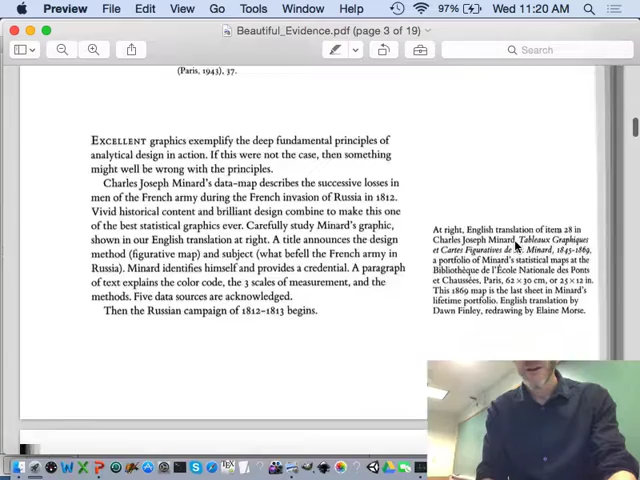 Preview File Edit View Go Tools Window Help 97% Wed 11:20 AM
Beautiful_Evidence.pdf (page 3 of 19)
Search
(Paris, 1943), 37.
EXCELLENT graphics exemplify the deep fundamental principles of
analytical design in action. If this were not the case, then something
might well be wrong with the principles.
Charles Joseph Minard's data-map describes the successive losses in
men of the French army during the French invasion of Russia in 1812.
Vivid historical content and brilliant design combine to make this one
of the best statistical graphics ever. Carefully study Minard's graphic,
shown in our English translation at right. A title announces the design
method (figurative map) and subject (what befell the French army in
Russia). Minard identifies himself and provides a credential. A paragraph
of text explains the color code, the 3 scales of measurement, and the
methods. Five data sources are acknowledged.
Then the Russian campaign of 1812–1813 begins.
At right, English translation of item 28 in
Charles Joseph Minard, Tableaux Graphiques
et Cartes Figuratives de Minard, 1845-1869,
a portfolio of Minard's statistical maps at the
Bibliothèque de l'École Nationale des Ponts
et Chaussées, Paris, 62 × 30 cm, or 25 × 12 in.
This 1869 map is the last sheet in Minard's
lifetime portfolio. English translation by
Dawn Finley, redrawing by Elaine Morse.